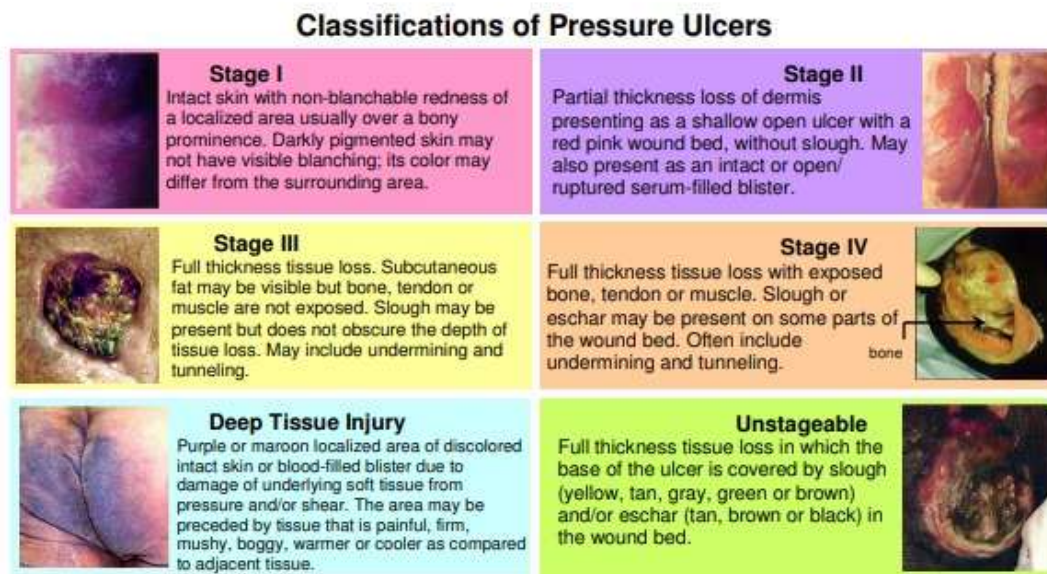 Classifications of Pressure Ulcers
Stage I
Intact skin with non-blanchable redness of
a localized area usually over a bony
prominence. Darkly pigmented skin may
not have visible blanching; its color may
differ from the surrounding area.
Stage II
Partial thickness loss of dermis
presenting as a shallow open ulcer with a
red pink wound bed, without slough. May
also present as an intact or open/
ruptured serum-filled blister.
Stage III
Full thickness tissue loss. Subcutaneous
fat may be visible but bone, tendon or
muscle are not exposed. Slough may be
present but does not obscure the depth of
tissue loss. May include undermining and
tunneling.
Stage IV
Full thickness tissue loss with exposed
bone, tendon or muscle. Slough or
eschar may be present on some parts of
the wound bed. Often include
undermining and tunneling.
bone
Deep Tissue Injury
Purple or maroon localized area of discolored
intact skin or blood-filled blister due to
damage of underlying soft tissue from
pressure and/or shear. The area may be
preceded by tissue that is painful, firm,
mushy, boggy, warmer or cooler as compared
to adjacent tissue.
Unstageable
Full thickness tissue loss in which the
base of the ulcer is covered by slough
(yellow, tan, gray, green or brown)
and/or eschar (tan, brown or black) in
the wound bed.